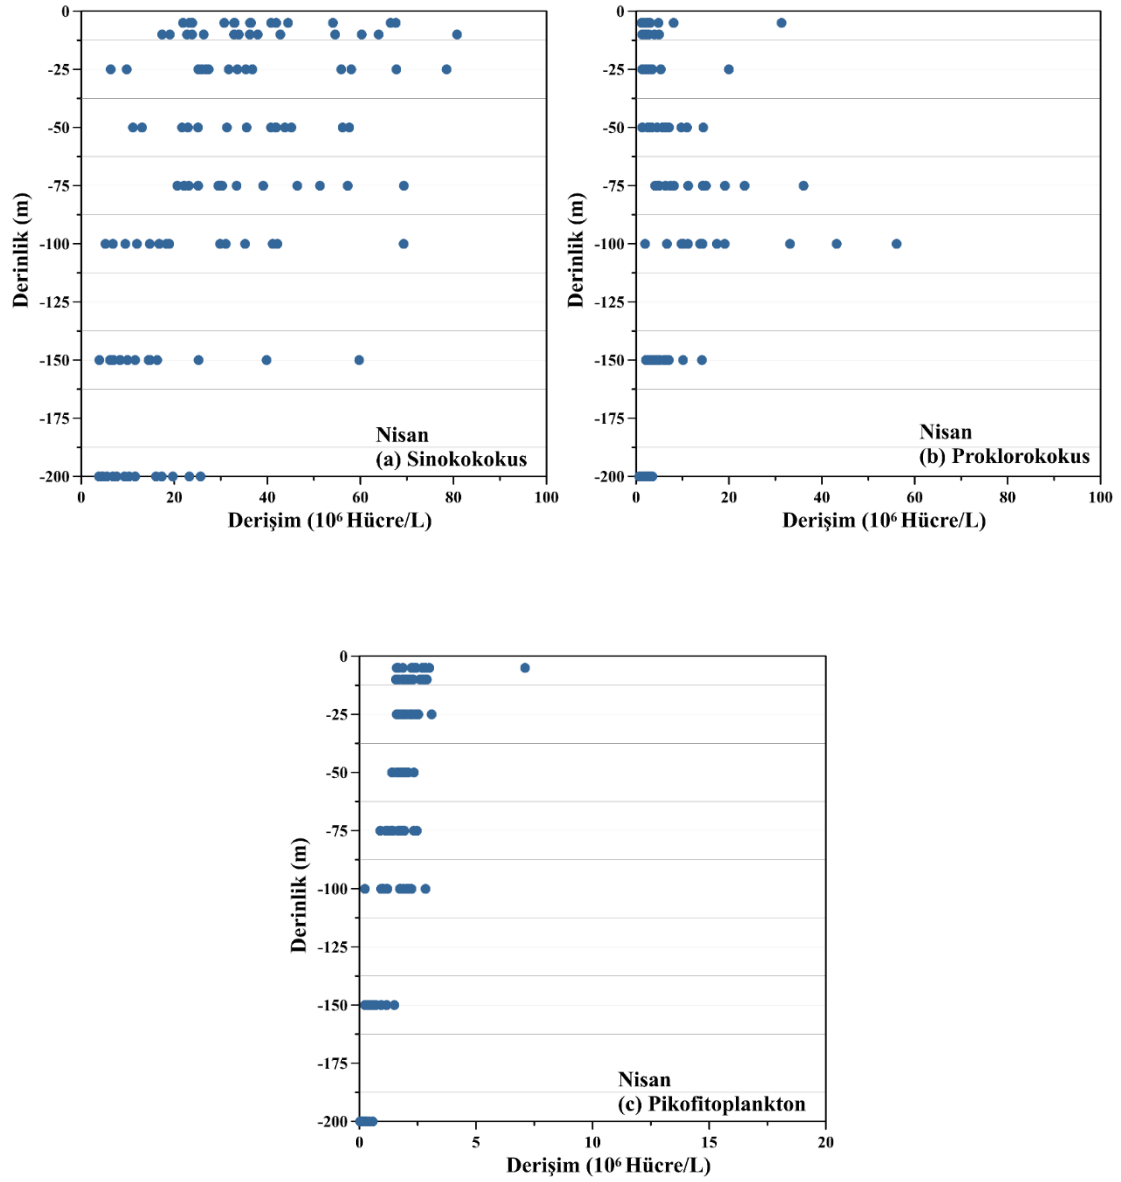 0
-25
-50
-75
-100
-125
-150
-175
-200
Derinlik (m)
Nisan
(a) Sinokokokus
0 20 40 60 80 100
Derişim (10⁶ Hücre/L)
0
-25
-50
-75
-100
-125
-150
-175
-200
Derinlik (m)
Nisan
(b) Proklorokokus
0 20 40 60 80 100
Derişim (10⁶ Hücre/L)
0
-25
-50
-75
-100
-125
-150
-175
-200
Derinlik (m)
Nisan
(c) Pikofitoplankton
0 5 10 15 20
Derişim (10⁶ Hücre/L)